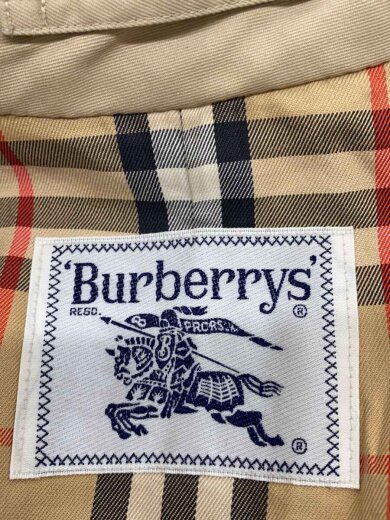 'Burberrys'
REGD.
®
PRORSUM
®